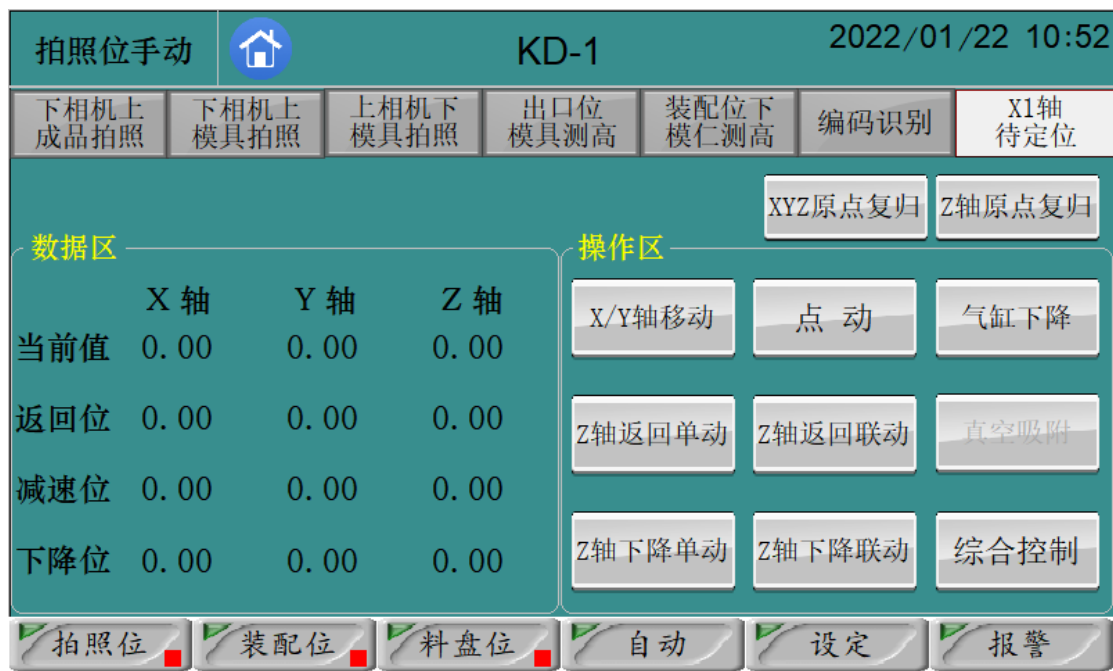 拍照位手动
KD-1
2022/01/22 10:52
下相机上
成品拍照
下相机上
模具拍照
上相机下
模具拍照
出口位
模具测高
装配位下
模仁测高
编码识别
X1轴
待定位
XYZ原点复归
Z轴原点复归
数据区
X 轴 Y 轴 Z 轴
当前值 0.00 0.00 0.00
返回位 0.00 0.00 0.00
减速位 0.00 0.00 0.00
下降位 0.00 0.00 0.00
操作区
X/Y轴移动
点 动
气缸下降
Z轴返回单动
Z轴返回联动
真空吸附
Z轴下降单动
Z轴下降联动
综合控制
拍照位
装配位
料盘位
自动
设定
报警